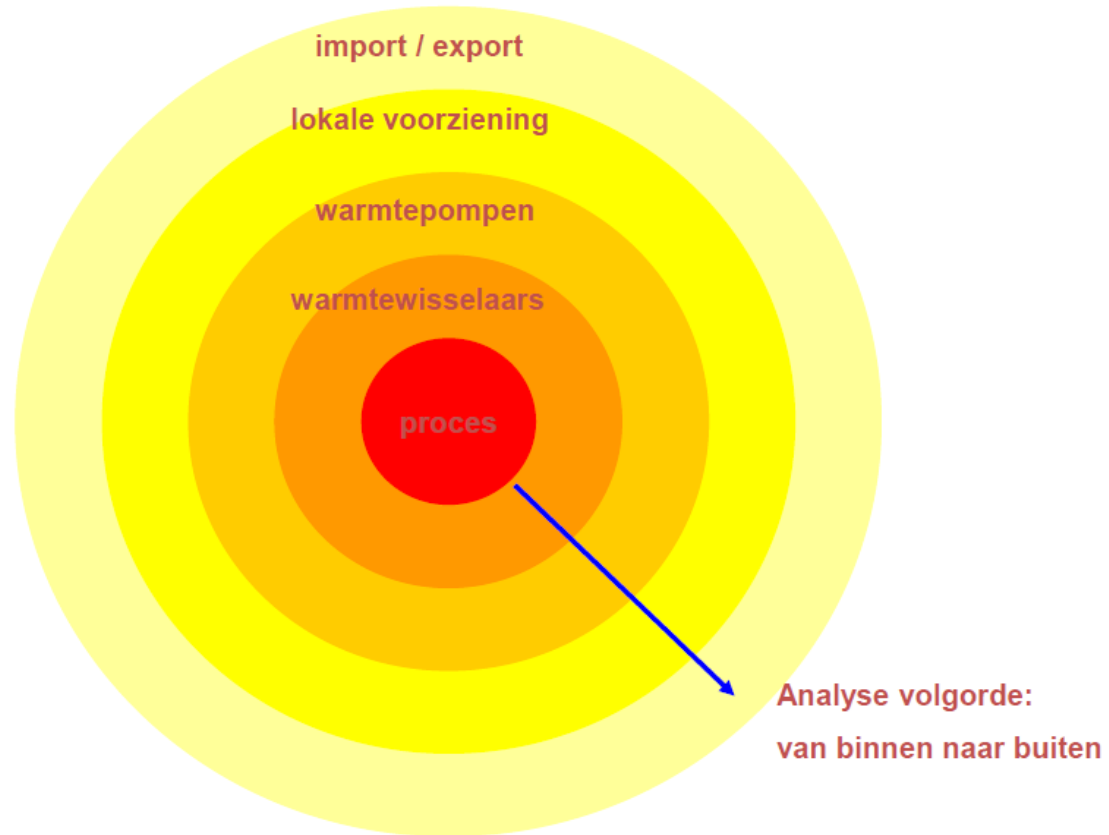 import / export
lokale voorziening
warmtepompen
warmtewisselaars
proces
Analyse volgorde:
van binnen naar buiten